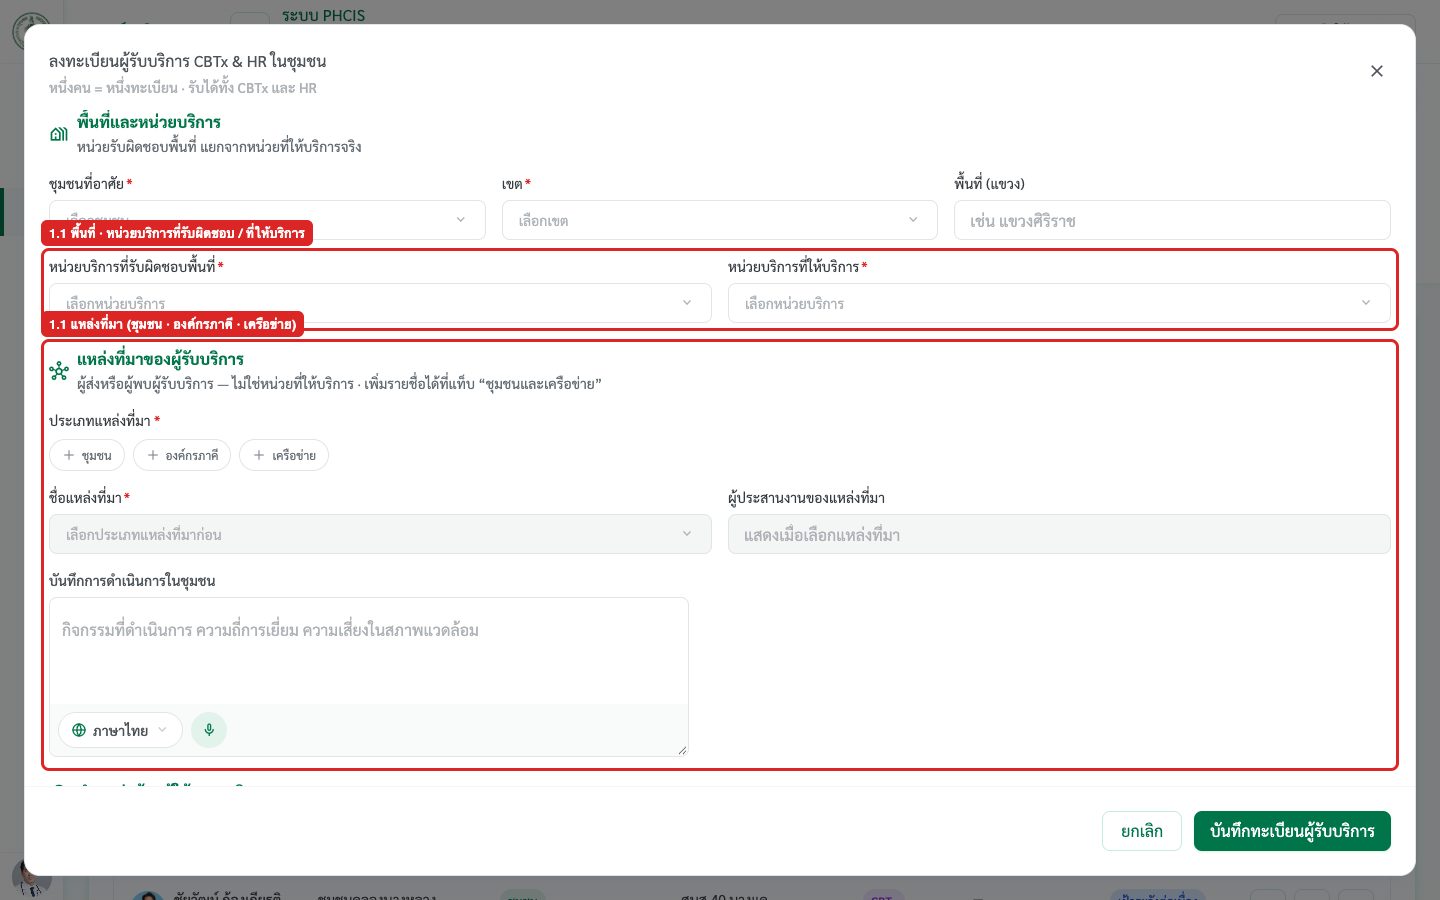 ระบบ PHCIS
ลงทะเบียนผู้รับบริการ CBTx & HR ในชุมชน
หนึ่งคน = หนึ่งทะเบียน · รับได้ทั้ง CBTx และ HR
พื้นที่และหน่วยบริการ
หน่วยรับผิดชอบพื้นที่ แยกจากหน่วยที่ให้บริการจริง
ชุมชนที่อาศัย *
เขต *
พื้นที่ (แขวง)
เลือกเขต
เช่น แขวงศิริราช
1.1 พื้นที่ · หน่วยบริการที่รับผิดชอบ / ที่ให้บริการ
หน่วยบริการที่รับผิดชอบพื้นที่ *
หน่วยบริการที่ให้บริการ *
เลือกหน่วยบริการ
เลือกหน่วยบริการ
1.1 แหล่งที่มา (ชุมชน · องค์กรภาคี · เครือข่าย)
แหล่งที่มาของผู้รับบริการ
ผู้ส่งหรือผู้พบผู้รับบริการ — ไม่ใช่หน่วยที่ให้บริการ · เพิ่มรายชื่อได้ที่แท็บ “ชุมชนและเครือข่าย”
ประเภทแหล่งที่มา *
+ ชุมชน
+ องค์กรภาคี
+ เครือข่าย
ชื่อแหล่งที่มา *
ผู้ประสานงานของแหล่งที่มา
เลือกประเภทแหล่งที่มาก่อน
แสดงเมื่อเลือกแหล่งที่มา
บันทึกการดำเนินการในชุมชน
กิจกรรมที่ดำเนินการ ความถี่การเยี่ยม ความเสี่ยงในสภาพแวดล้อม
ภาษาไทย
ยกเลิก
บันทึกทะเบียนผู้รับบริการ